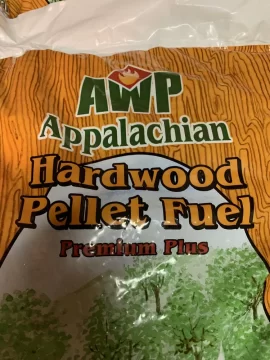 AWP
Appalachian
Hardwood
Pellet Fuel
Premium Plus